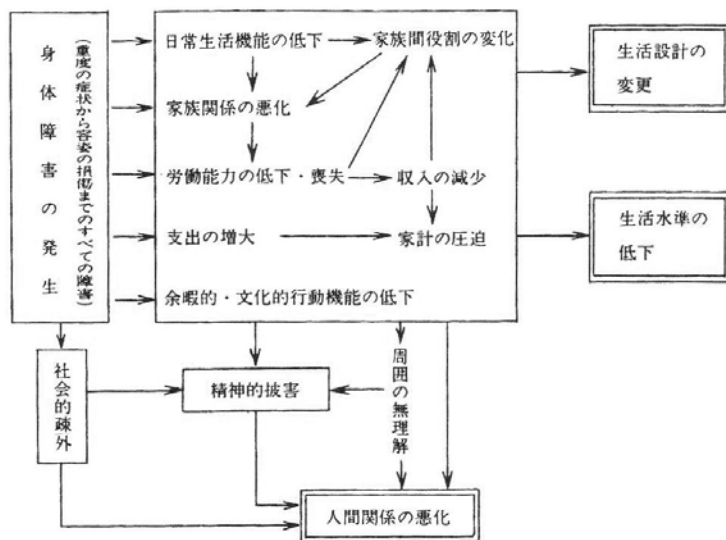 身体障害の発生
(重度の症状から容姿の損傷までのすべての障害)
日常生活機能の低下
家族間役割の変化
家族関係の悪化
労働能力の低下・喪失
収入の減少
支出の増大
家計の圧迫
余暇的・文化的行動機能の低下
生活設計の
変更
生活水準の
低下
社会的疎外
精神的披害
周囲の無理解
人間関係の悪化